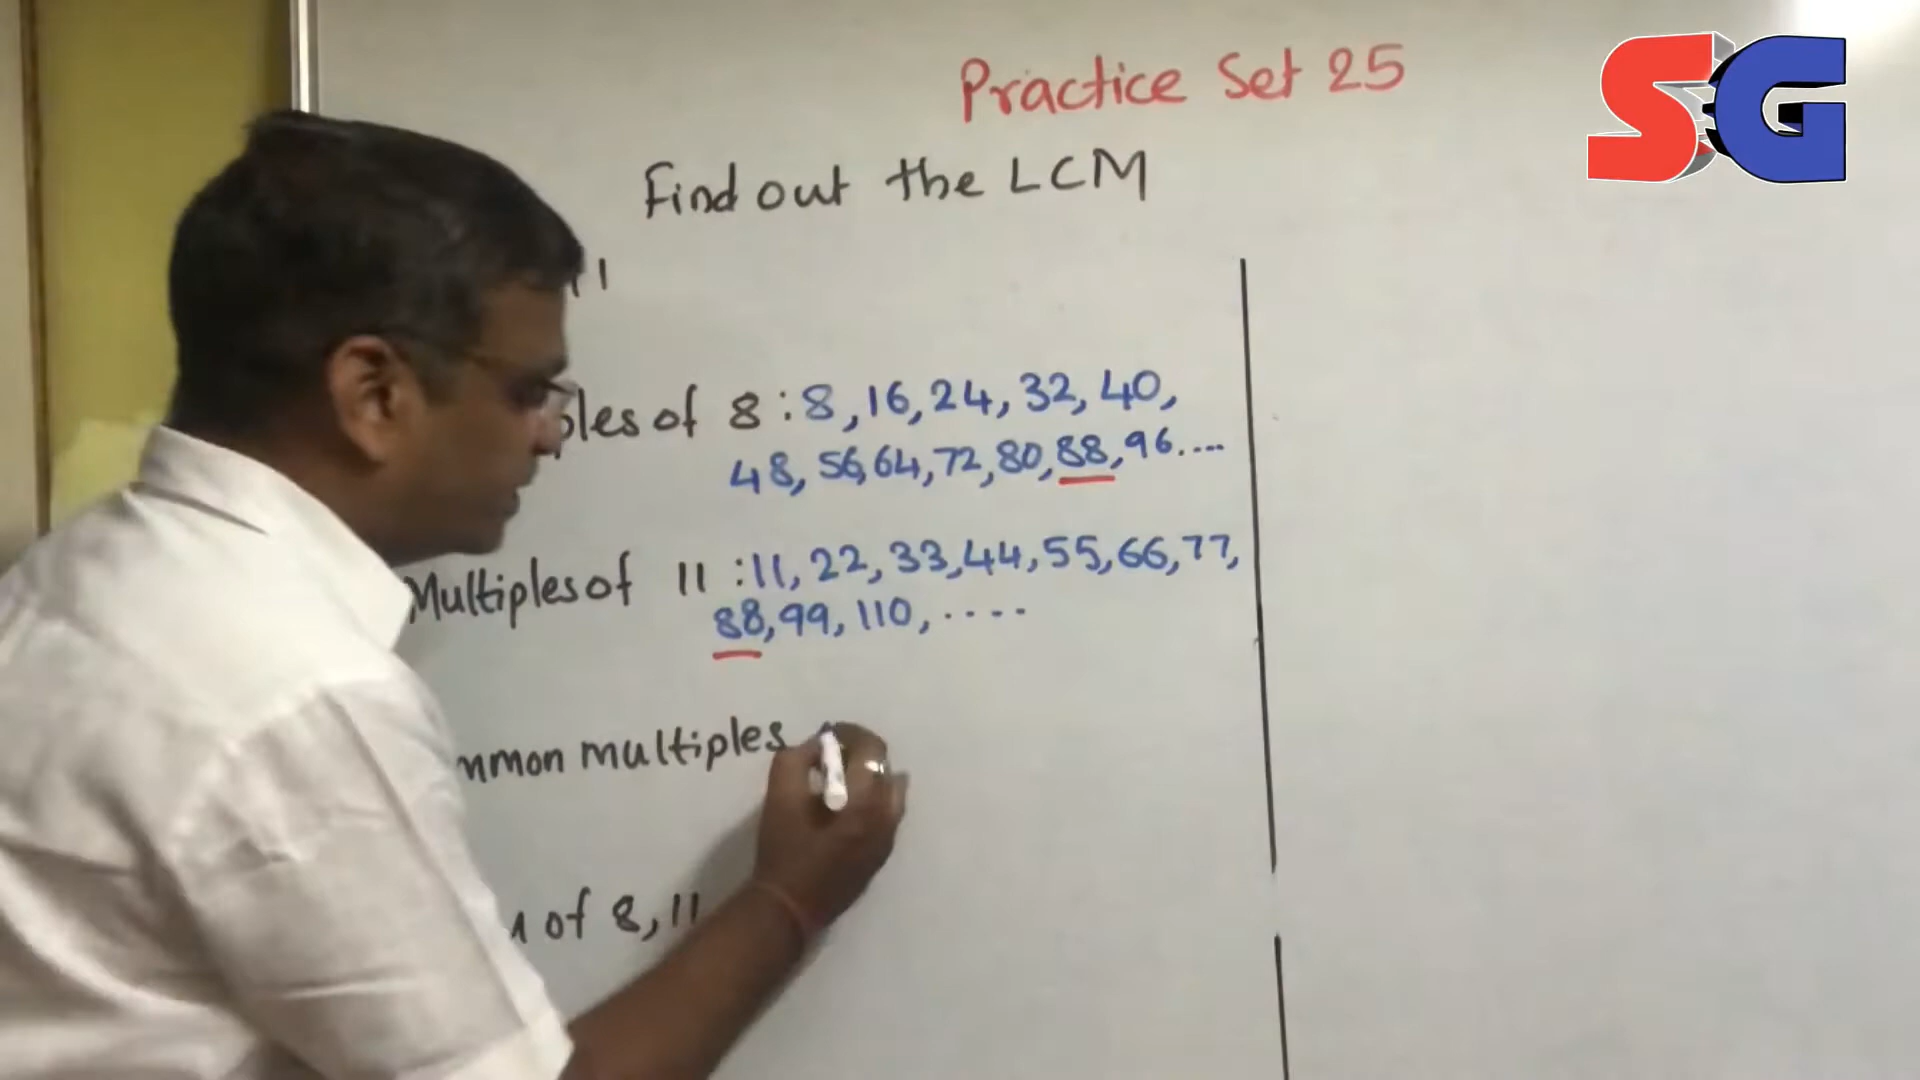 SG
Practice Set 25
Find out the LCM
11
ples of 8 : 8, 16, 24, 32, 40,
48, 56, 64, 72, 80, 88, 96....
Multiples of 11 : 11, 22, 33, 44, 55, 66, 77,
88, 99, 110, ....
mmon multiples
of 8, 11